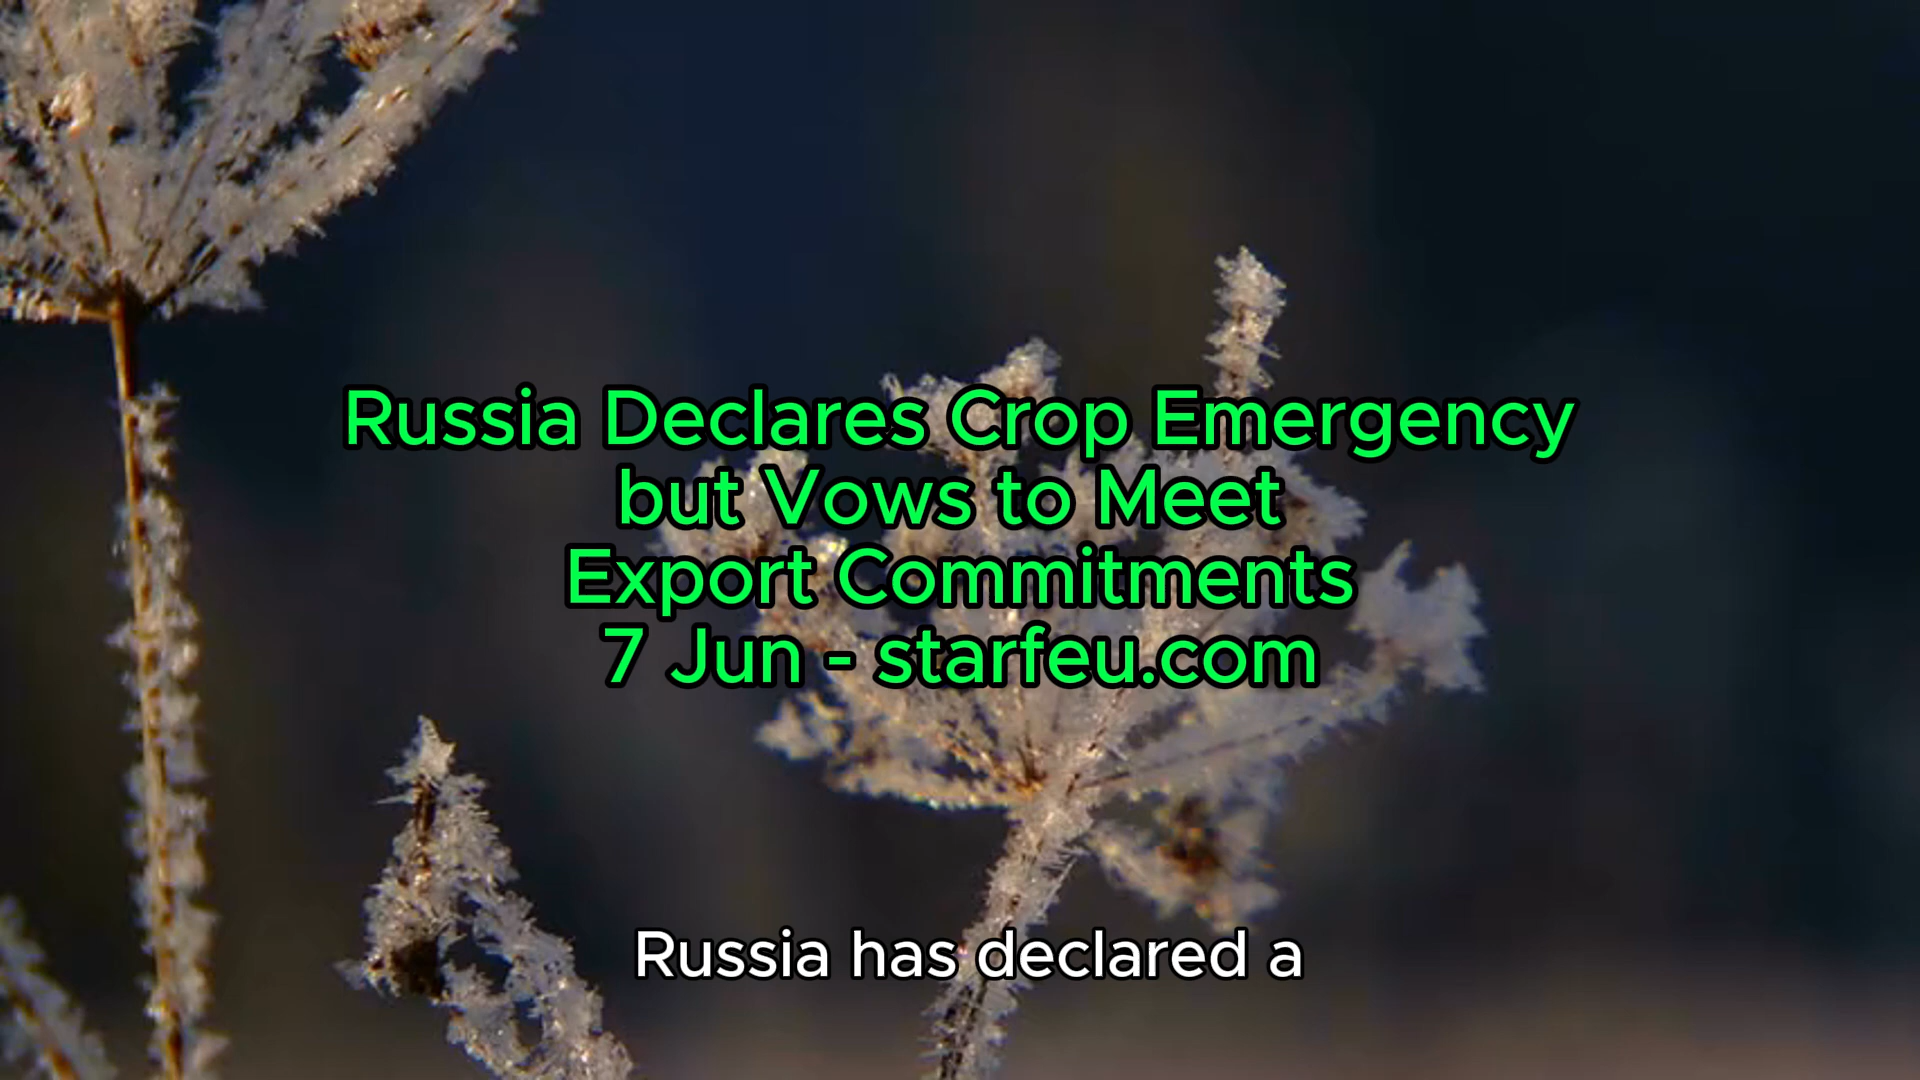 Russia Declares Crop Emergency
but Vows to Meet
Export Commitments
7 Jun - starfeu.com
Russia has declared a